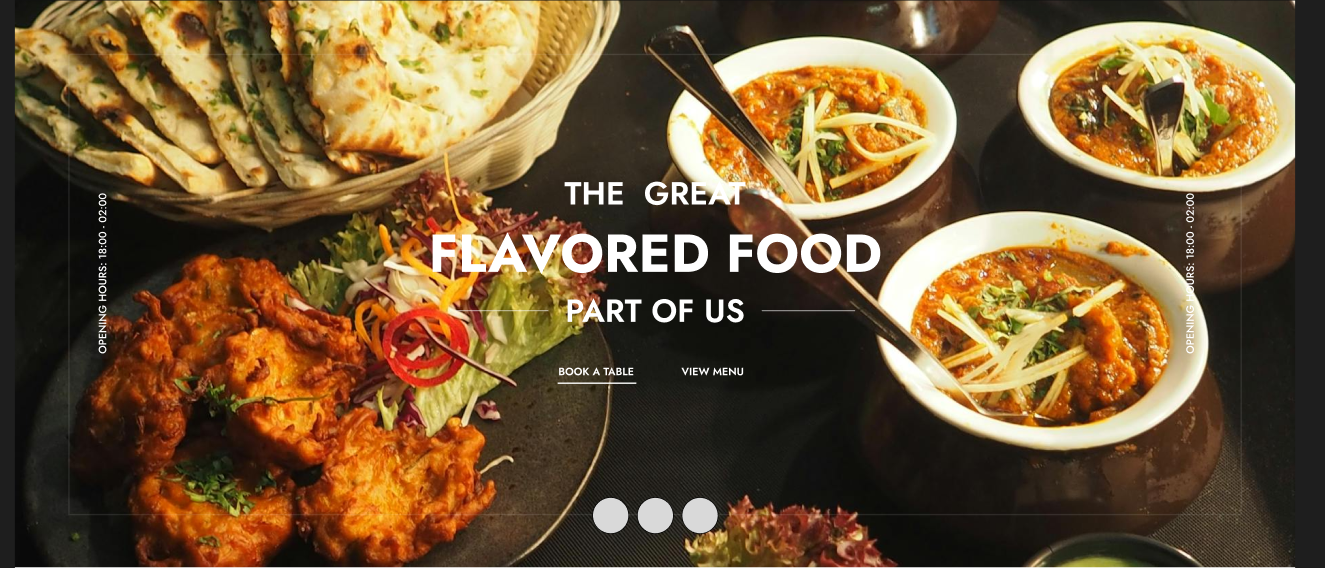 THE GREAT
FLAVORED FOOD
PART OF US
BOOK A TABLE
VIEW MENU
OPENING HOURS: 18:00 - 02:00
OPENING HOURS: 18:00 - 02:00